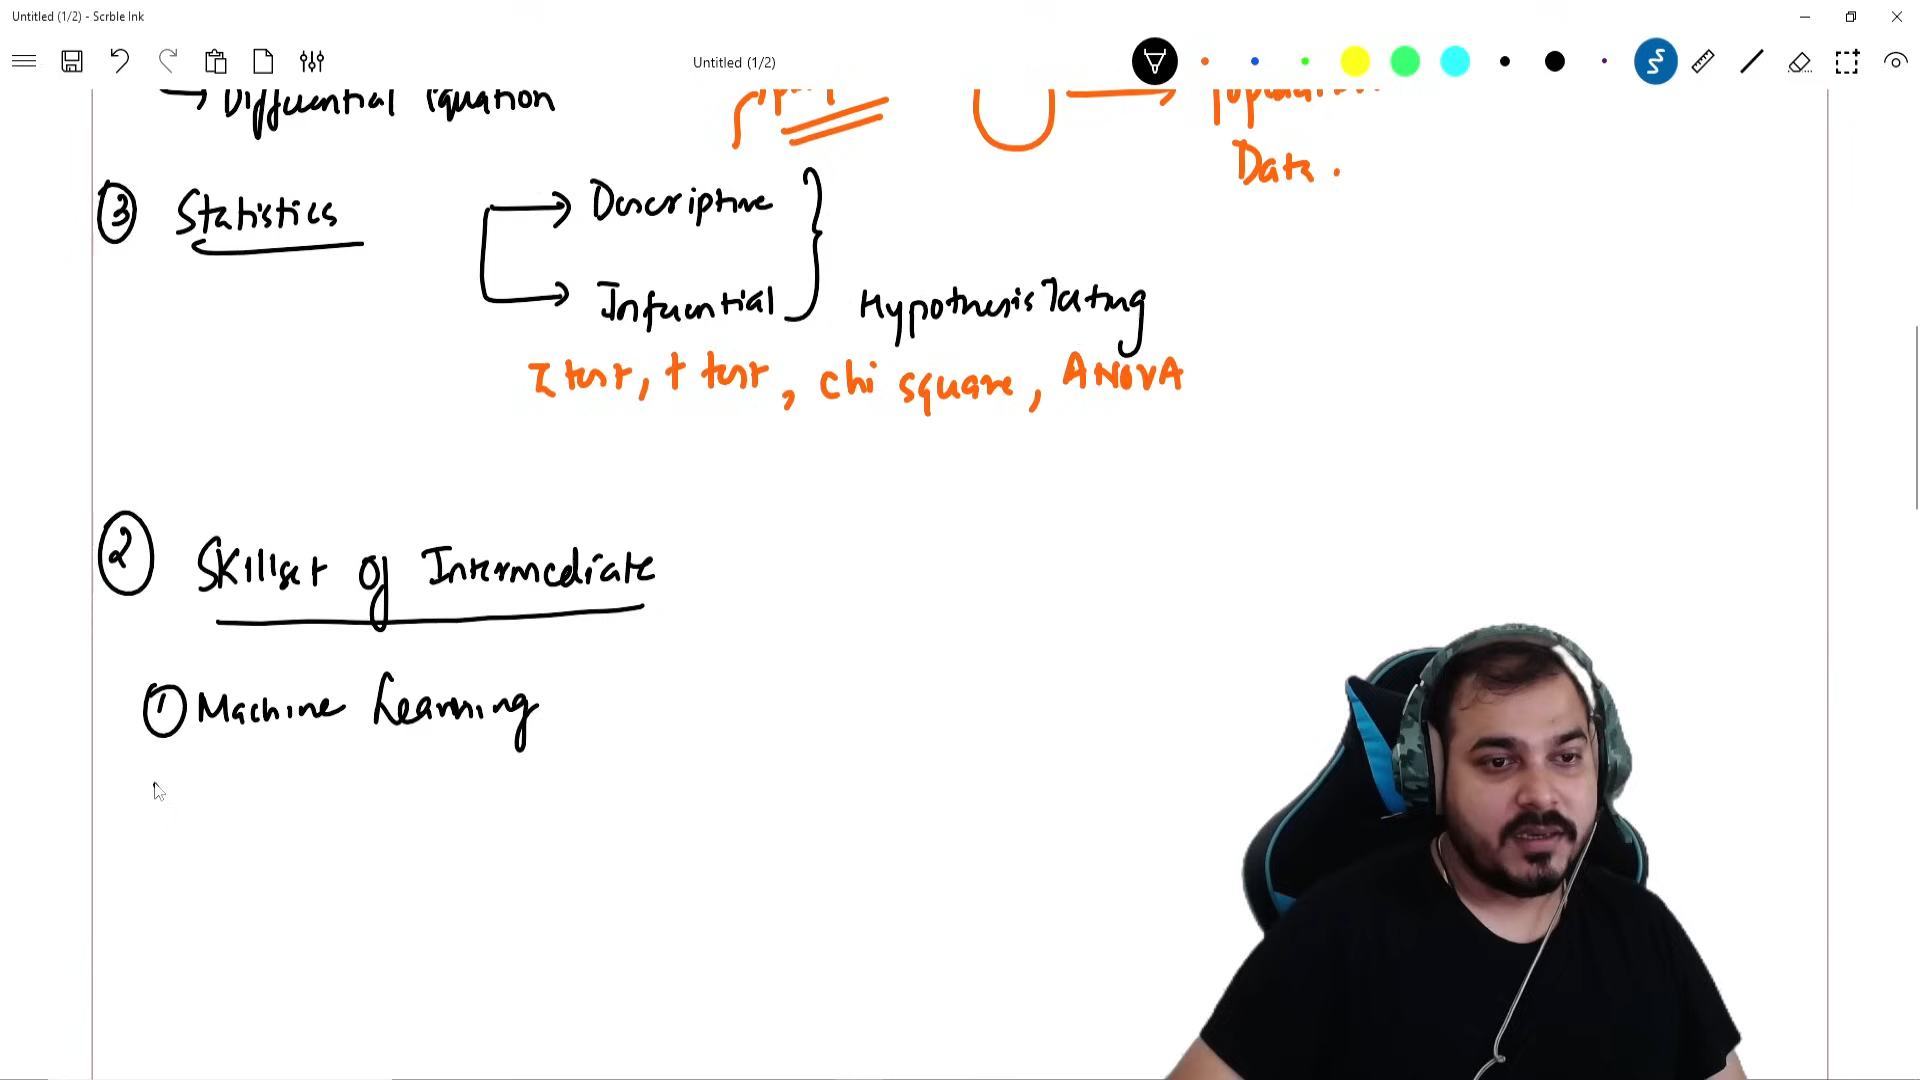 Untitled (1/2) - Scrble Ink
Untitled (1/2)
Differential Equation
Data.
③ Statistics
Descriptive
Inferential
Hypothesis Testing
Z test, t test, chi square, ANOVA
② Skillset of Intermediate
① Machine Learning